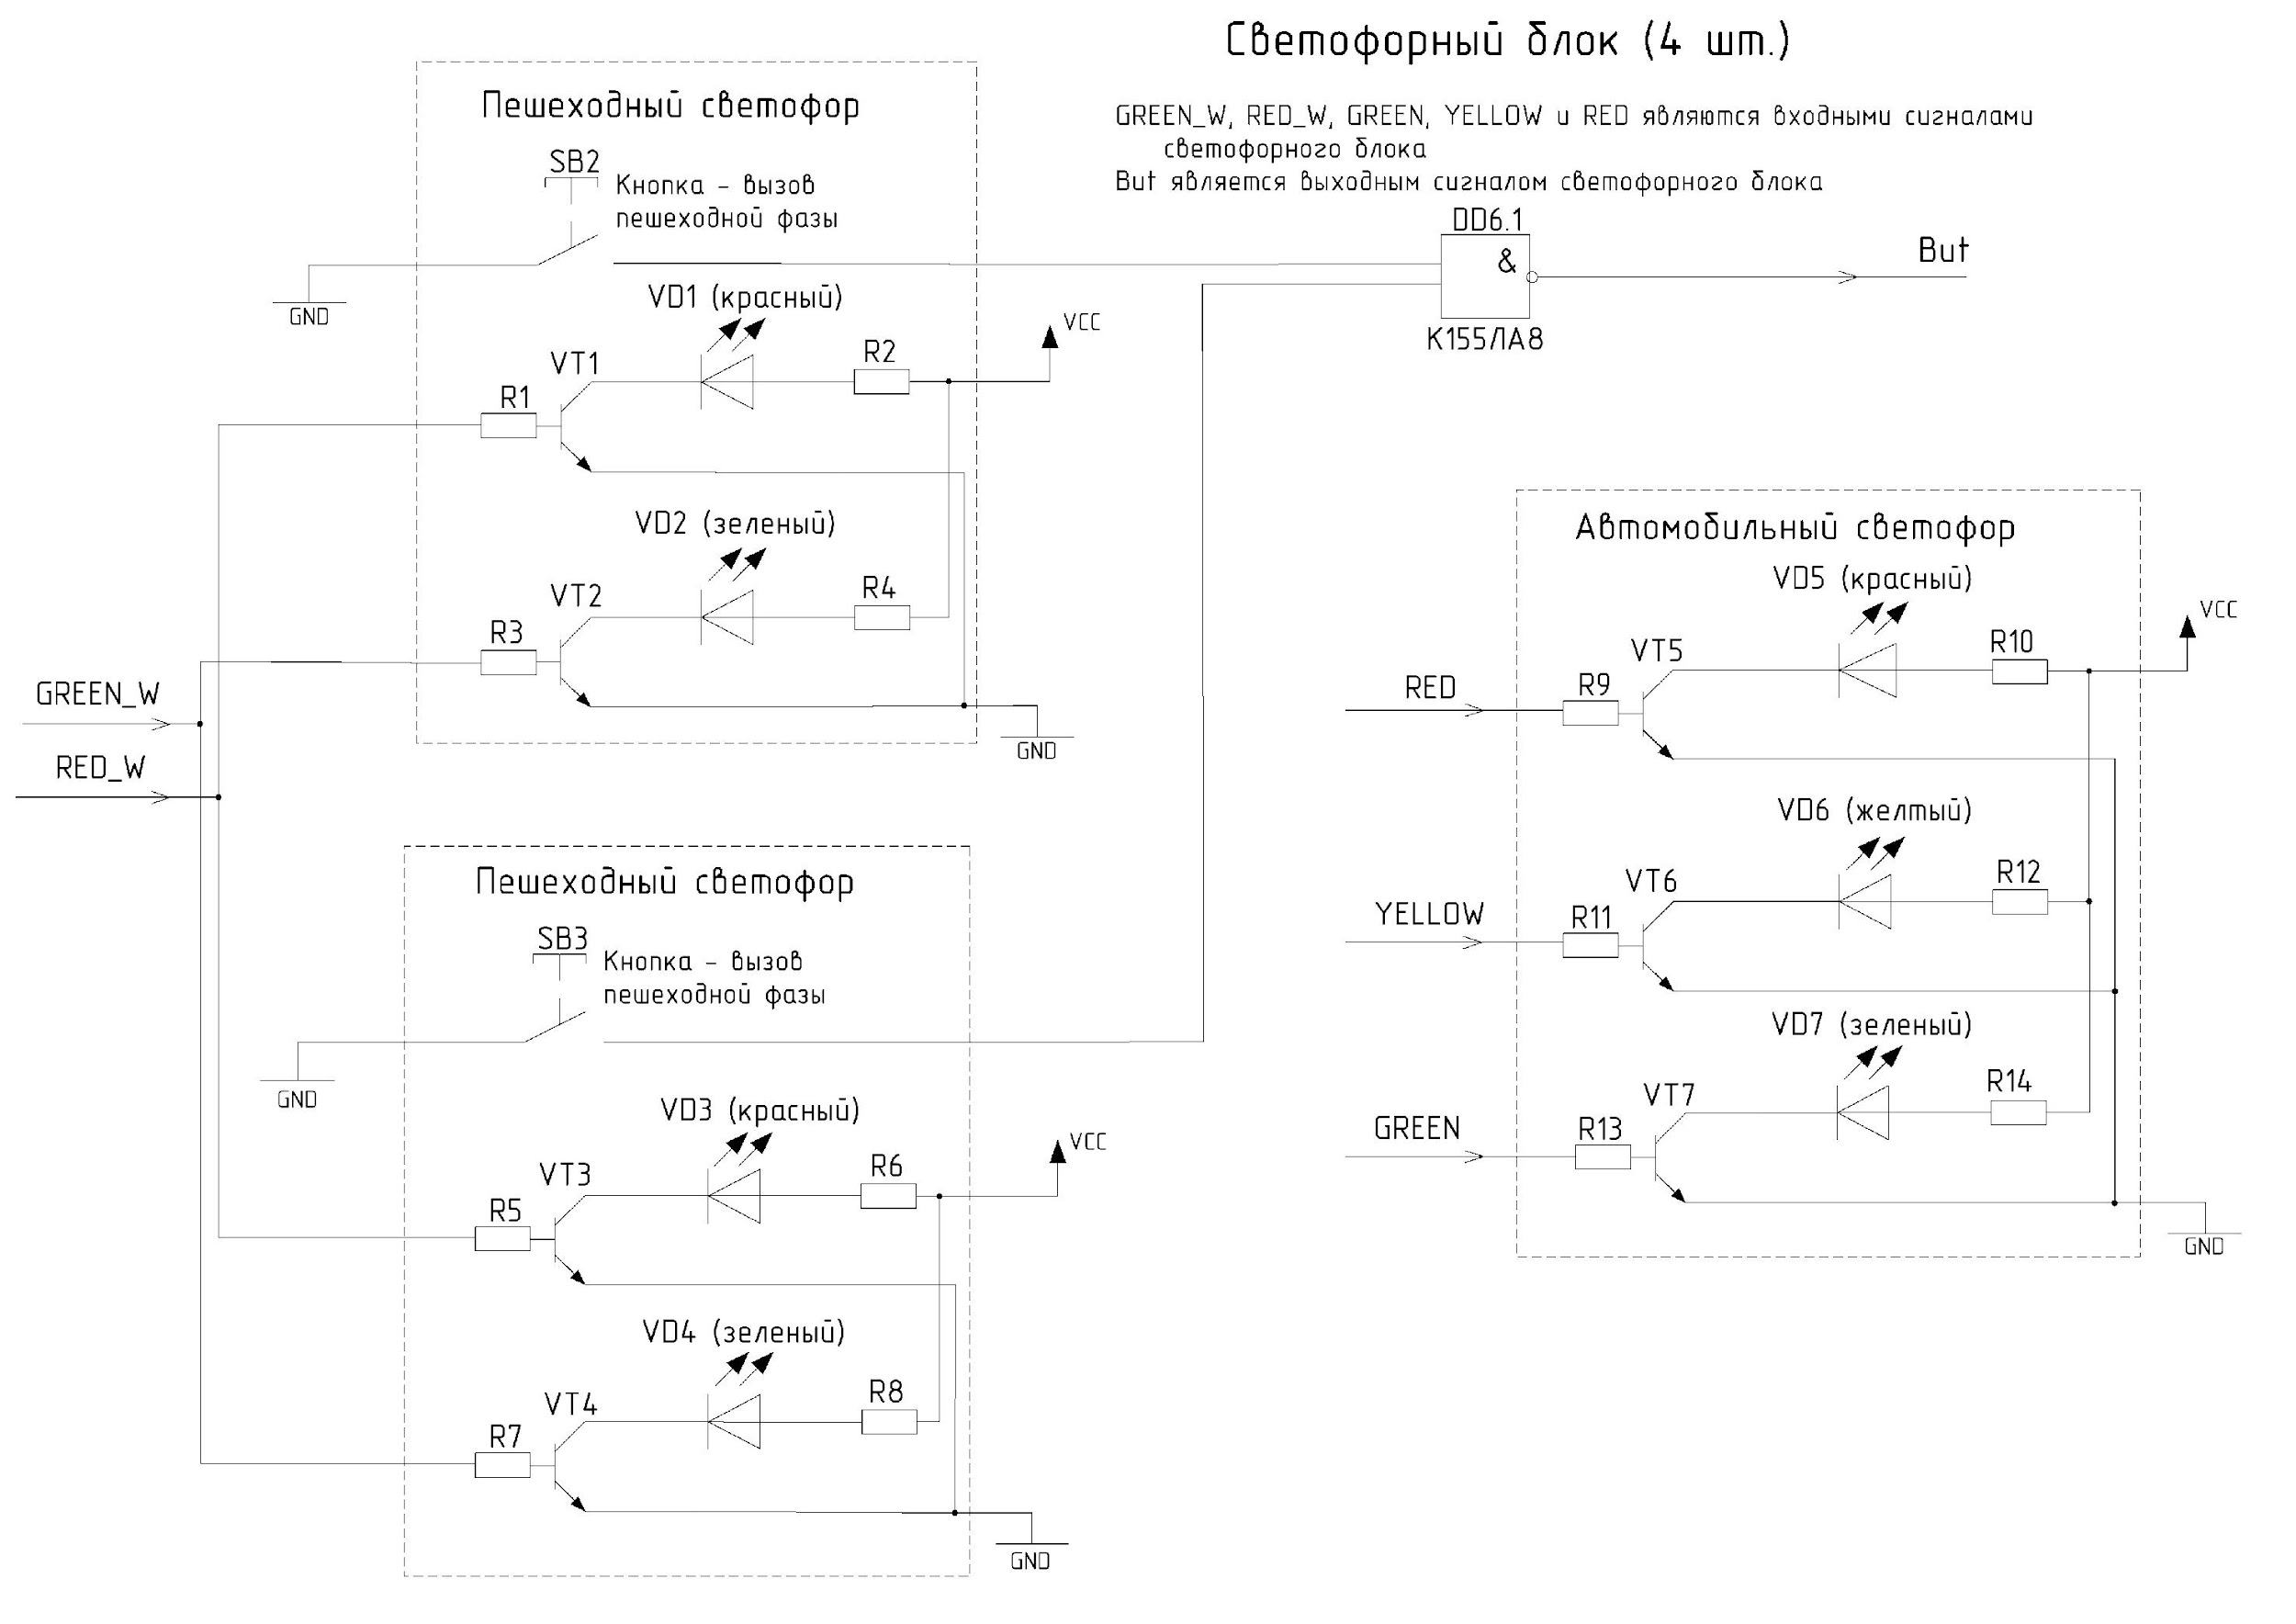 Светофорный блок (4 шт.)
GREEN_W, RED_W, GREEN, YELLOW и RED являются входными сигналами
светофорного блока
But является выходным сигналом светофорного блока
Пешеходный светофор
SB2
Кнопка - вызов
пешеходной фазы
GND
DD6.1
&
К155ЛА8
But
VD1 (красный)
VCC
R2
VT1
R1
VD2 (зеленый)
R4
VT2
R3
GND
GREEN_W
RED_W
Пешеходный светофор
SB3
Кнопка - вызов
пешеходной фазы
GND
VD3 (красный)
VCC
R6
VT3
R5
VD4 (зеленый)
R8
VT4
R7
GND
Автомобильный светофор
VD5 (красный)
VCC
R10
VT5
R9
RED
VD6 (желтый)
R12
VT6
R11
YELLOW
VD7 (зеленый)
R14
VT7
R13
GREEN
GND